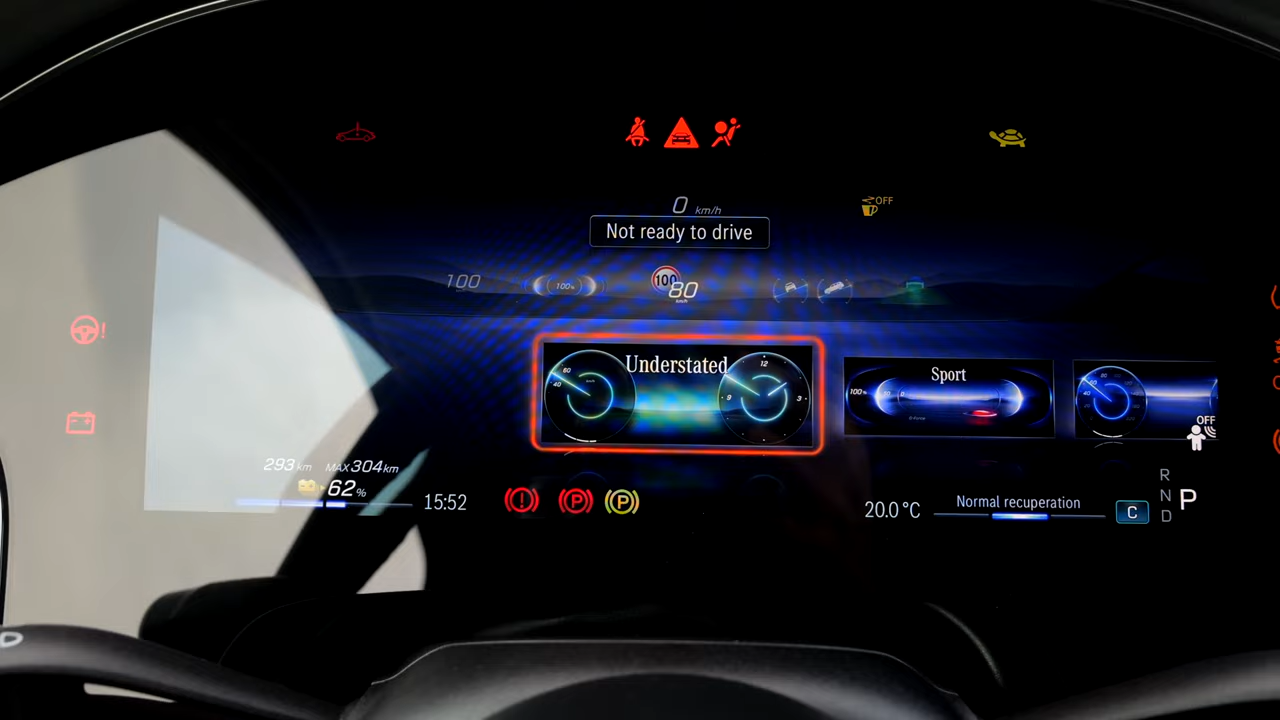 OFF
0 km/h
Not ready to drive
100
100%
100
80
km/h
Understated
60
40
12
9
3
Sport
100%
40
OFF
293 km
MAX 304 km
62%
15:52
P
P
20.0 °C
Normal recuperation
C
R
N
D
P